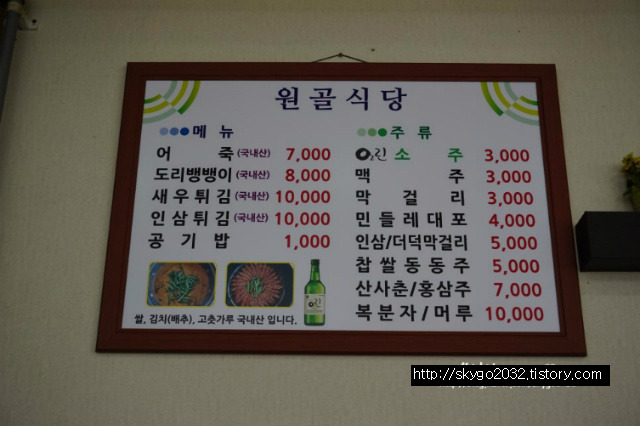 원골식당
메뉴
어죽(국내산) 7,000
도리뱅뱅이(국내산) 8,000
새우튀김(국내산) 10,000
인삼튀김(국내산) 10,000
공기밥 1,000
쌀, 김치(배추), 고춧가루 국내산 입니다.
주류
O2린 소주 3,000
맥주 3,000
막걸리 3,000
민들레대포 4,000
인삼/더덕막걸리 5,000
찹쌀동동주 5,000
산사춘/홍삼주 7,000
복분자/머루 10,000
http://skygo2032.tistory.com